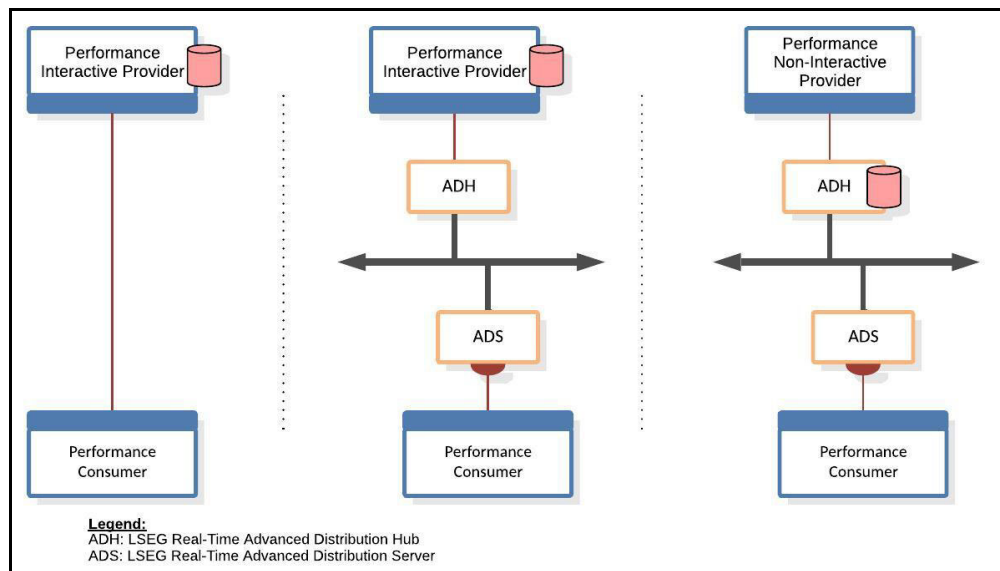 Performance
Interactive Provider
Performance
Interactive Provider
Performance
Non-Interactive
Provider
ADH
ADH
ADS
ADS
Performance
Consumer
Performance
Consumer
Performance
Consumer
Legend:
ADH: LSEG Real-Time Advanced Distribution Hub
ADS: LSEG Real-Time Advanced Distribution Server